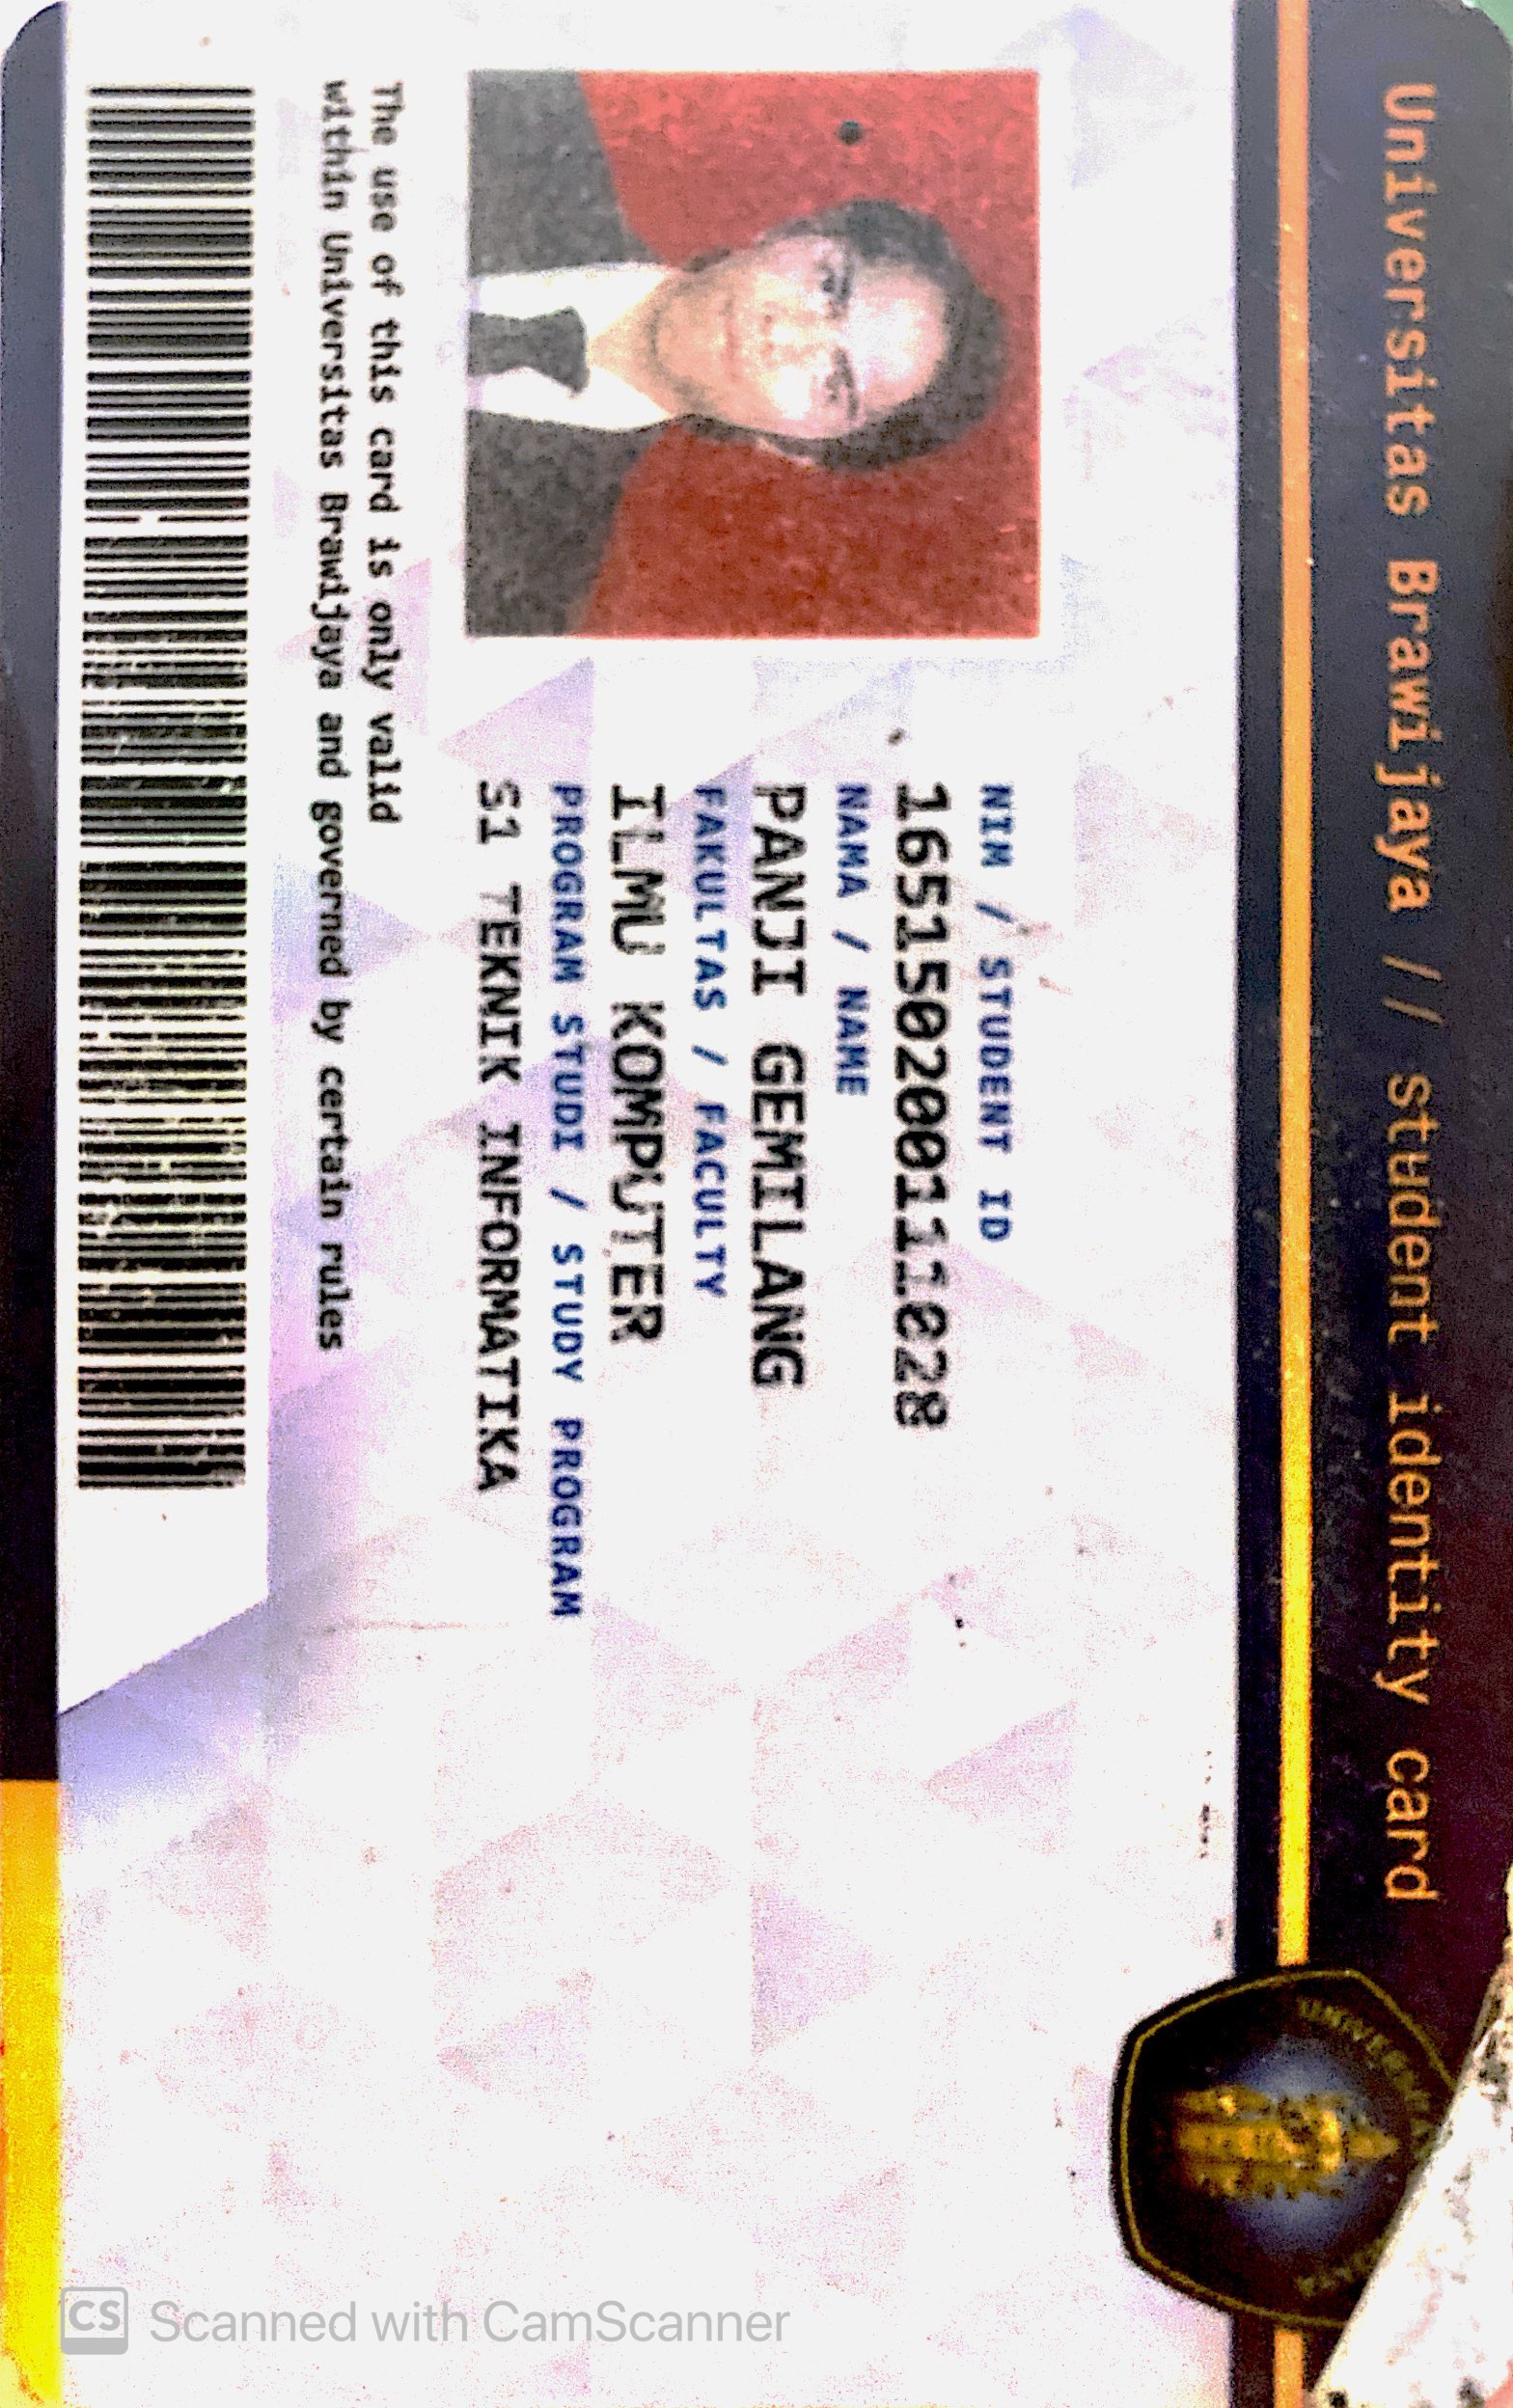 Universitas Brawijaya // student identity card
NIM / STUDENT ID
165150200111028
NAMA / NAME
PANJI GEMILANG
FAKULTAS / FACULTY
ILMU KOMPUTER
PROGRAM STUDI / STUDY PROGRAM
S1 TEKNIK INFORMATIKA
The use of this card is only valid
within Universitas Brawijaya and governed by certain rules
CS Scanned with CamScanner